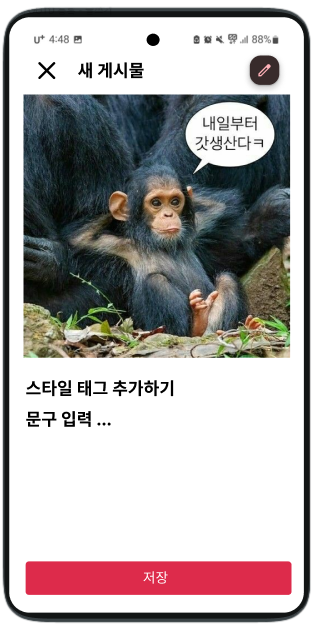 U⁺ 4:48 88%
새 게시물
내일부터
갓생산다ㅋ
스타일 태그 추가하기
문구 입력 ...
저장